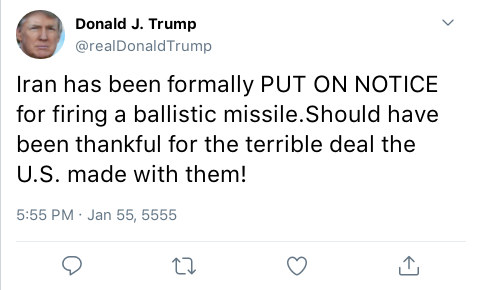 Donald J. Trump
@realDonaldTrump
Iran has been formally PUT ON NOTICE
for firing a ballistic missile.Should have
been thankful for the terrible deal the
U.S. made with them!
5:55 PM · Jan 55, 5555